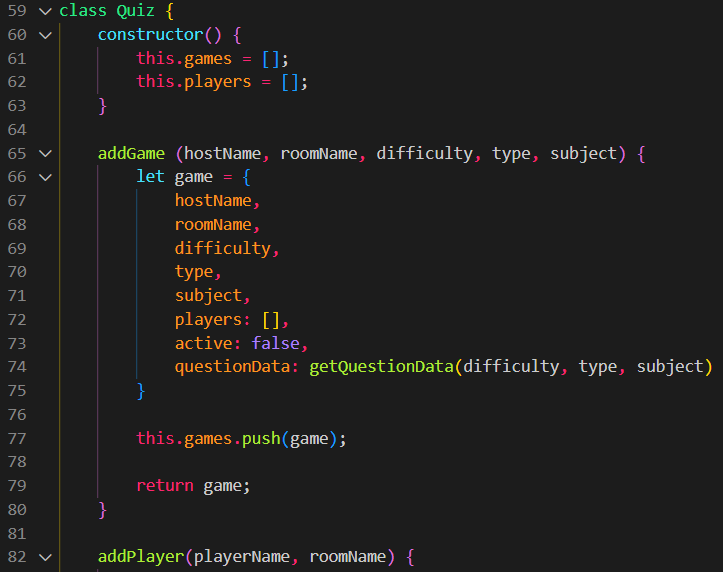 59 class Quiz {
60 constructor() {
61 this.games = [];
62 this.players = [];
63 }
64
65 addGame (hostName, roomName, difficulty, type, subject) {
66 let game = {
67 hostName,
68 roomName,
69 difficulty,
70 type,
71 subject,
72 players: [],
73 active: false,
74 questionData: getQuestionData(difficulty, type, subject)
75 }
76
77 this.games.push(game);
78
79 return game;
80 }
81
82 addPlayer(playerName, roomName) {